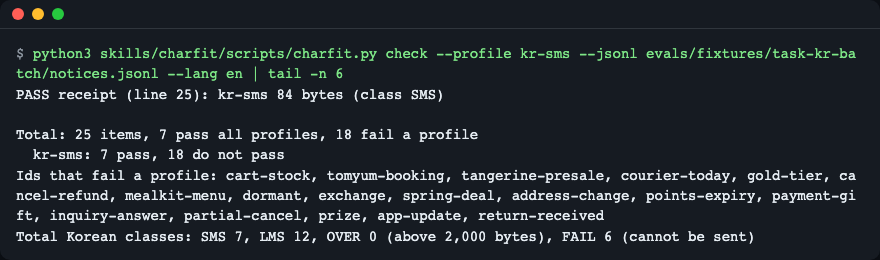 $ python3 skills/charfit/scripts/charfit.py check --profile kr-sms --jsonl evals/fixtures/task-kr-ba
tch/notices.jsonl --lang en | tail -n 6
PASS receipt (line 25): kr-sms 84 bytes (class SMS)
Total: 25 items, 7 pass all profiles, 18 fail a profile
  kr-sms: 7 pass, 18 do not pass
Ids that fail a profile: cart-stock, tomyum-booking, tangerine-presale, courier-today, gold-tier, ca
ncel-refund, mealkit-menu, dormant, exchange, spring-deal, address-change, points-expiry, payment-gi
ft, inquiry-answer, partial-cancel, prize, app-update, return-received
Total Korean classes: SMS 7, LMS 12, OVER 0 (above 2,000 bytes), FAIL 6 (cannot be sent)